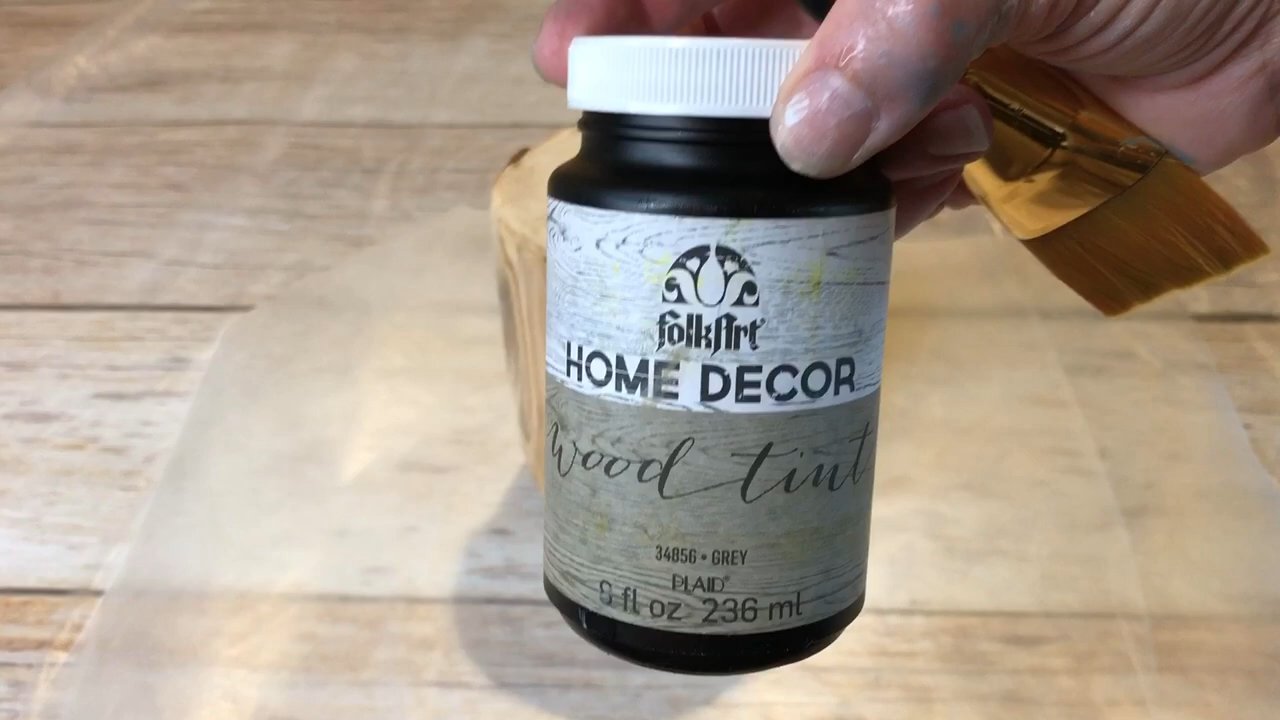 folkArt®
HOME DECOR
wood tint
34856 • GREY
PLAID®
8 fl oz 236 ml